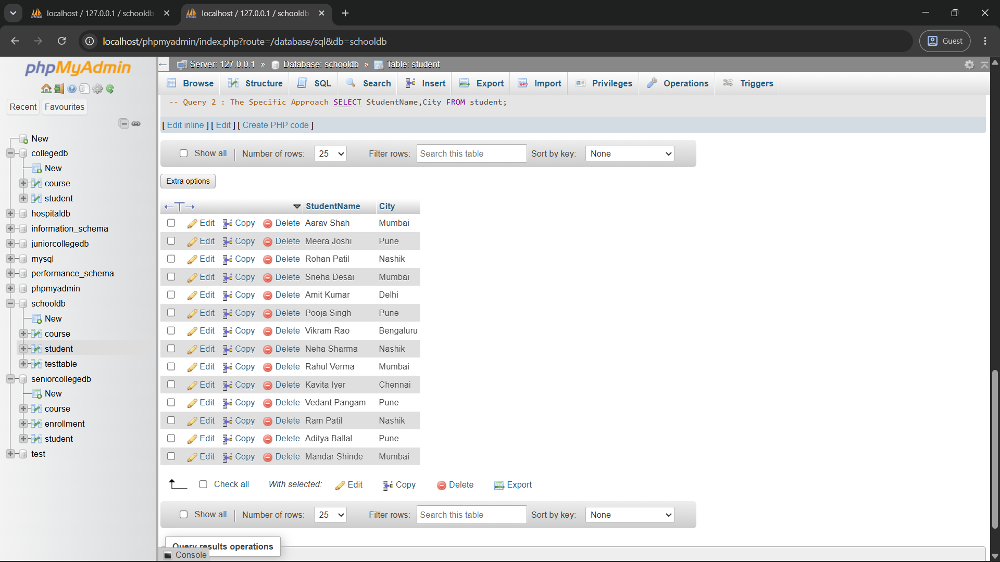 localhost / 127.0.0.1 / schooldb
localhost / 127.0.0.1 / schooldb
localhost/phpmyadmin/index.php?route=/database/sql&db=schooldb
Guest
phpMyAdmin
Recent
Favourites
New
collegedb
New
course
student
hospitaldb
information_schema
juniorcollegedb
mysql
performance_schema
phpmyadmin
schooldb
New
course
student
testtable
seniorcollegedb
New
course
enrollment
student
test
Server: 127.0.0.1 » Database: schooldb » Table: student
Browse Structure SQL Search Insert Export Import Privileges Operations Triggers
-- Query 2 : The Specific Approach SELECT StudentName,City FROM student;
[ Edit inline ] [ Edit ] [ Create PHP code ]
Show all | Number of rows: 25 Filter rows: Search this table Sort by key: None
Extra options
←T→ StudentName City
Edit Copy Delete Aarav Shah Mumbai
Edit Copy Delete Meera Joshi Pune
Edit Copy Delete Rohan Patil Nashik
Edit Copy Delete Sneha Desai Mumbai
Edit Copy Delete Amit Kumar Delhi
Edit Copy Delete Pooja Singh Pune
Edit Copy Delete Vikram Rao Bengaluru
Edit Copy Delete Neha Sharma Nashik
Edit Copy Delete Rahul Verma Mumbai
Edit Copy Delete Kavita Iyer Chennai
Edit Copy Delete Vedant Pangam Pune
Edit Copy Delete Ram Patil Nashik
Edit Copy Delete Aditya Ballal Pune
Edit Copy Delete Mandar Shinde Mumbai
Check all With selected: Edit Copy Delete Export
Show all | Number of rows: 25 Filter rows: Search this table Sort by key: None
Query results operations
Console